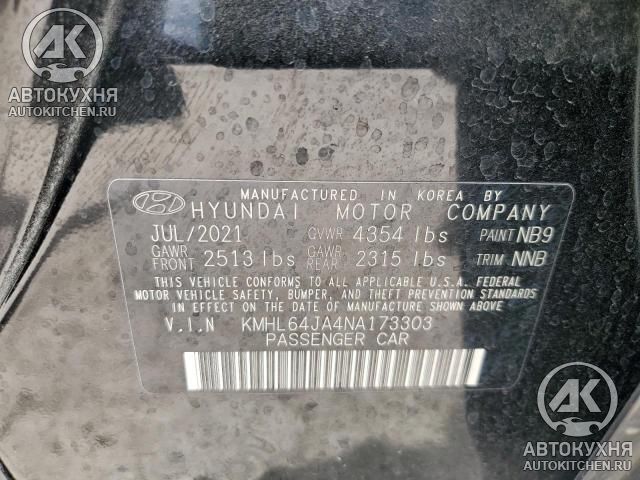 АВТОКУХНЯ
AUTOKITCHEN.RU
MANUFACTURED IN KOREA BY
HYUNDAI MOTOR COMPANY
JUL/2021 GVWR 4354 lbs PAINT NB9
GAWR FRONT 2513 lbs GAWR REAR 2315 lbs TRIM NNB
THIS VEHICLE CONFORMS TO ALL APPLICABLE U.S.A. FEDERAL
MOTOR VEHICLE SAFETY, BUMPER, AND THEFT PREVENTION STANDARDS
IN EFFECT ON THE DATE OF MANUFACTURE SHOWN ABOVE.
V.I.N KMHL64JA4NA173303
PASSENGER CAR
АВТОКУХНЯ
AUTOKITCHEN.RU